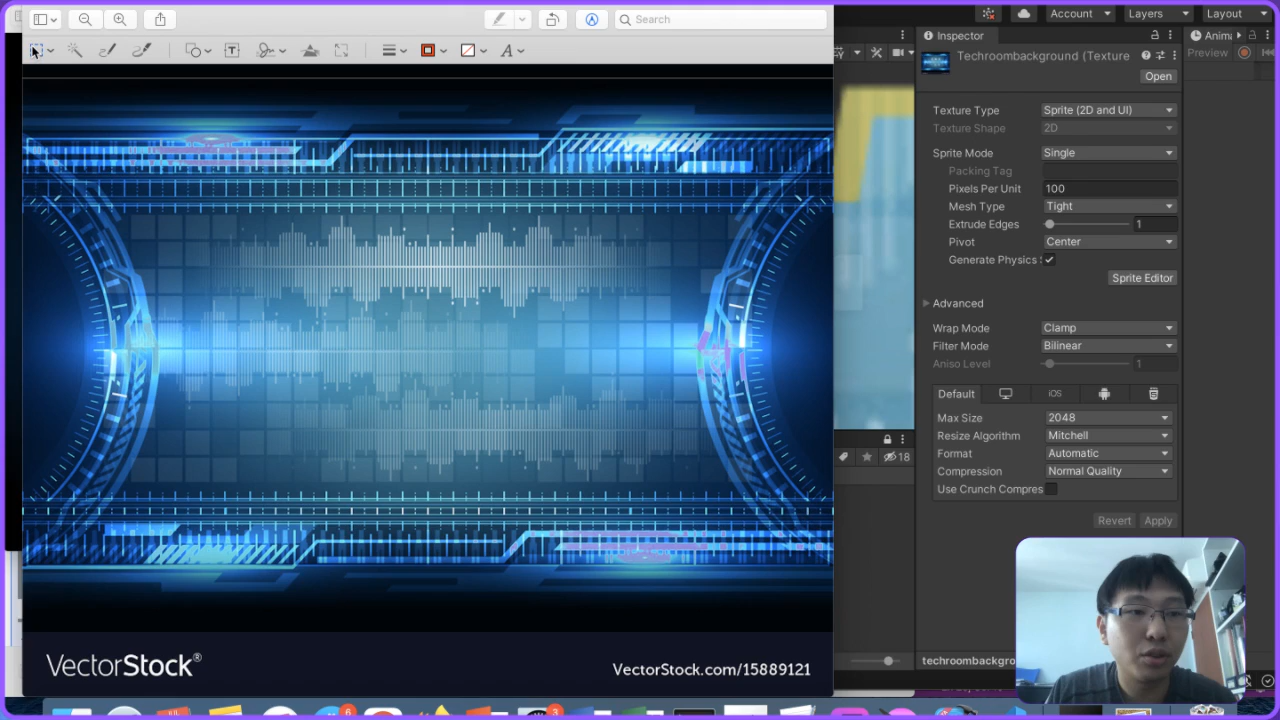 Search
Account
Layers
Layout
Inspector
Anima
Techroombackground (Texture
Preview
Open
Texture Type
Sprite (2D and UI)
Texture Shape
2D
Sprite Mode
Single
Packing Tag
Pixels Per Unit
100
Mesh Type
Tight
Extrude Edges
1
Pivot
Center
Generate Physics S
Sprite Editor
Advanced
Wrap Mode
Clamp
Filter Mode
Bilinear
Aniso Level
1
Default
iOS
Max Size
2048
Resize Algorithm
Mitchell
18
Format
Automatic
Compression
Normal Quality
Use Crunch Compres
Revert
Apply
VectorStock®
VectorStock.com/15889121
techroombackgro
6
3